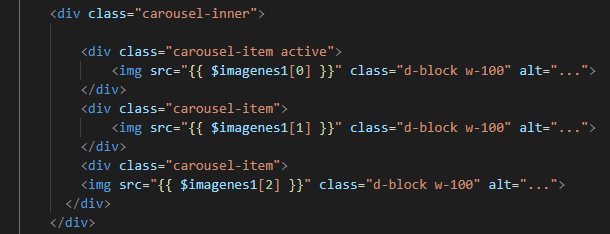 <div class="carousel-inner">
<div class="carousel-item active">
<img src="{{ $imagenes1[0] }}" class="d-block w-100" alt="...">
</div>
<div class="carousel-item">
<img src="{{ $imagenes1[1] }}" class="d-block w-100" alt="...">
</div>
<div class="carousel-item">
<img src="{{ $imagenes1[2] }}" class="d-block w-100" alt="...">
</div>
</div>